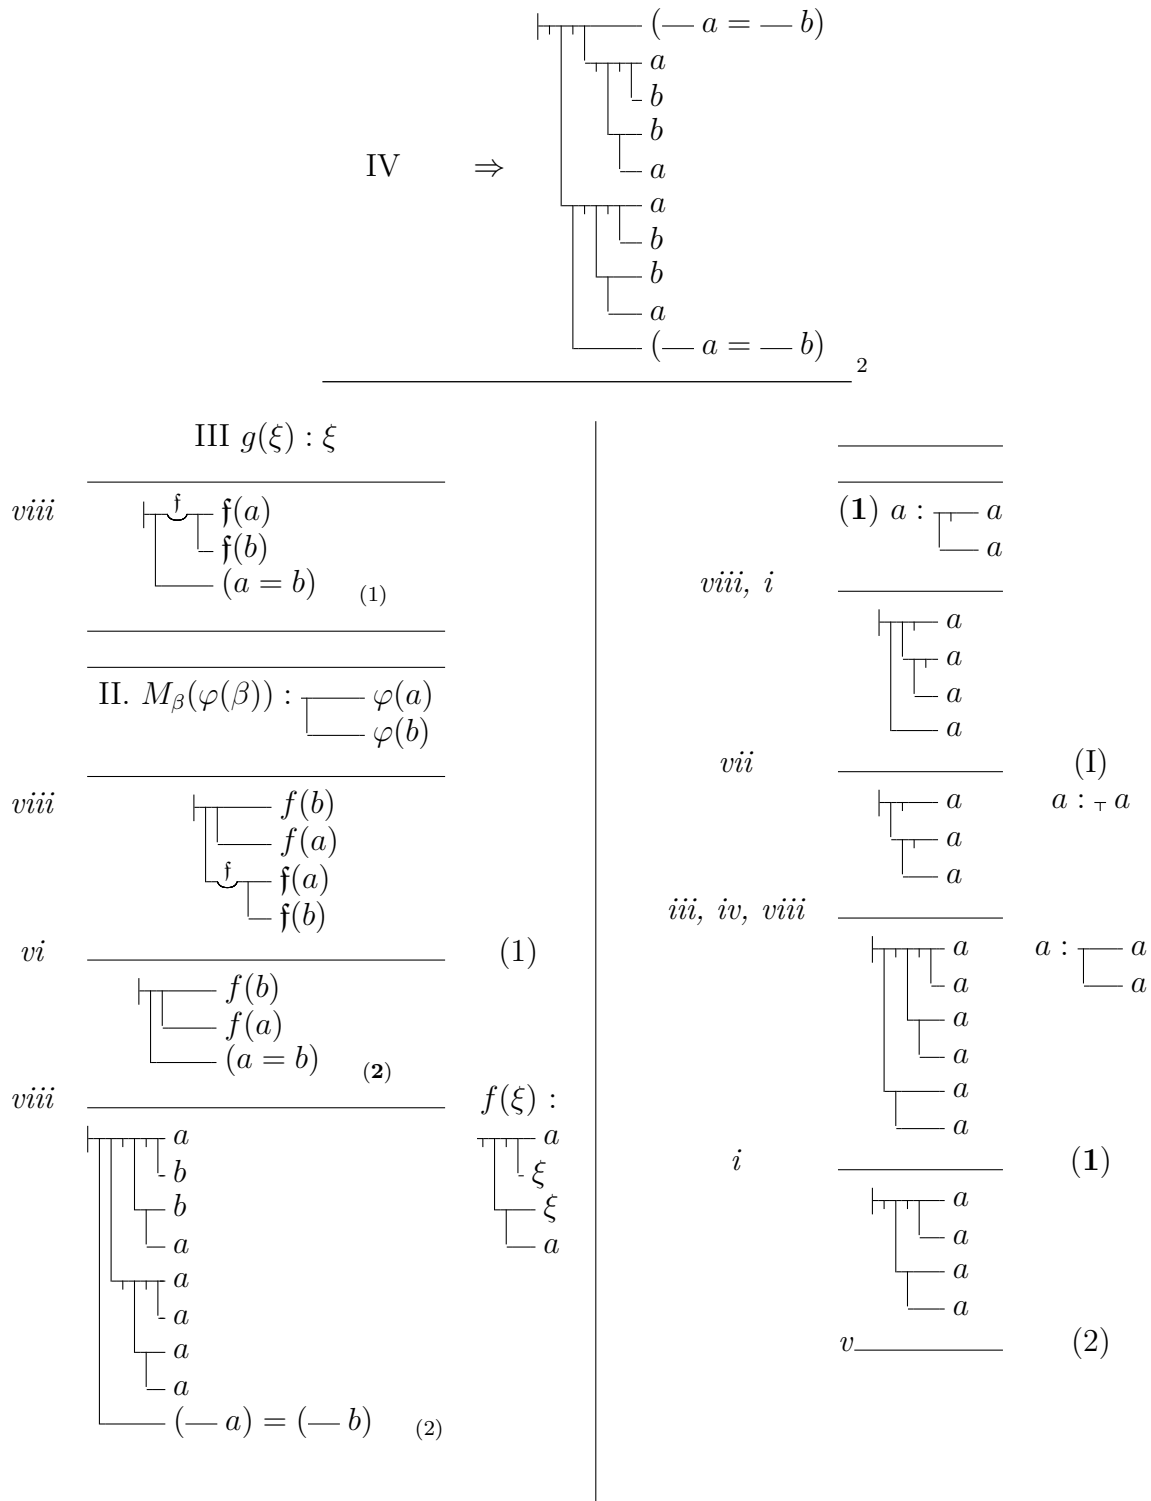 (— a = — b)
a
b
b
a
IV ⇒
a
b
b
a
(— a = — b)
2
III g(ξ) : ξ
viii
𝔣
𝔣(a)
𝔣(b)
(a = b) (1)
II. M_β(φ(β)) : φ(a)
φ(b)
viii
f(b)
f(a)
𝔣
𝔣(a)
𝔣(b)
vi (1)
f(b)
f(a)
(a = b) (2)
viii f(ξ) :
a a
b ξ
b ξ
a a
a
a
a
a
(— a) = (— b) (2)
(1) a : a
a
viii, i
a
a
a
a
vii (I)
a a : ⊤ a
a
a
iii, iv, viii
a a : a
a a
a
a
a
a
i (1)
a
a
a
a
v (2)